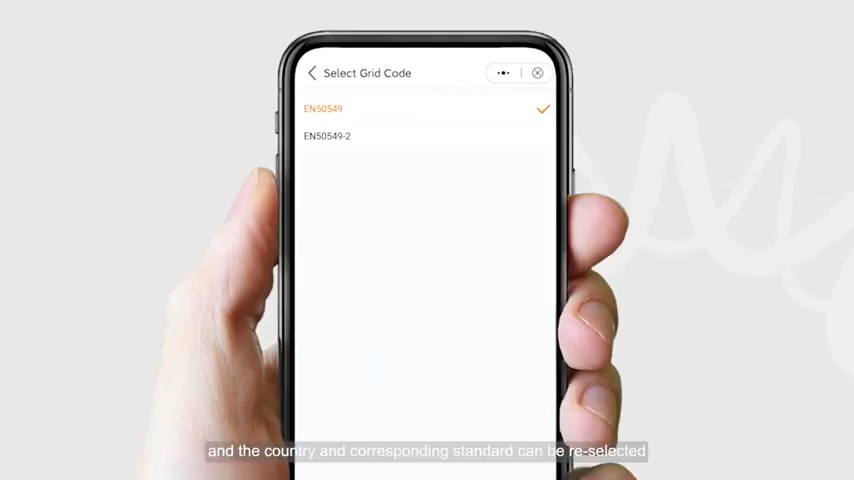 Select Grid Code
EN50549
EN50549-2
and the country and corresponding standard can be re-selected